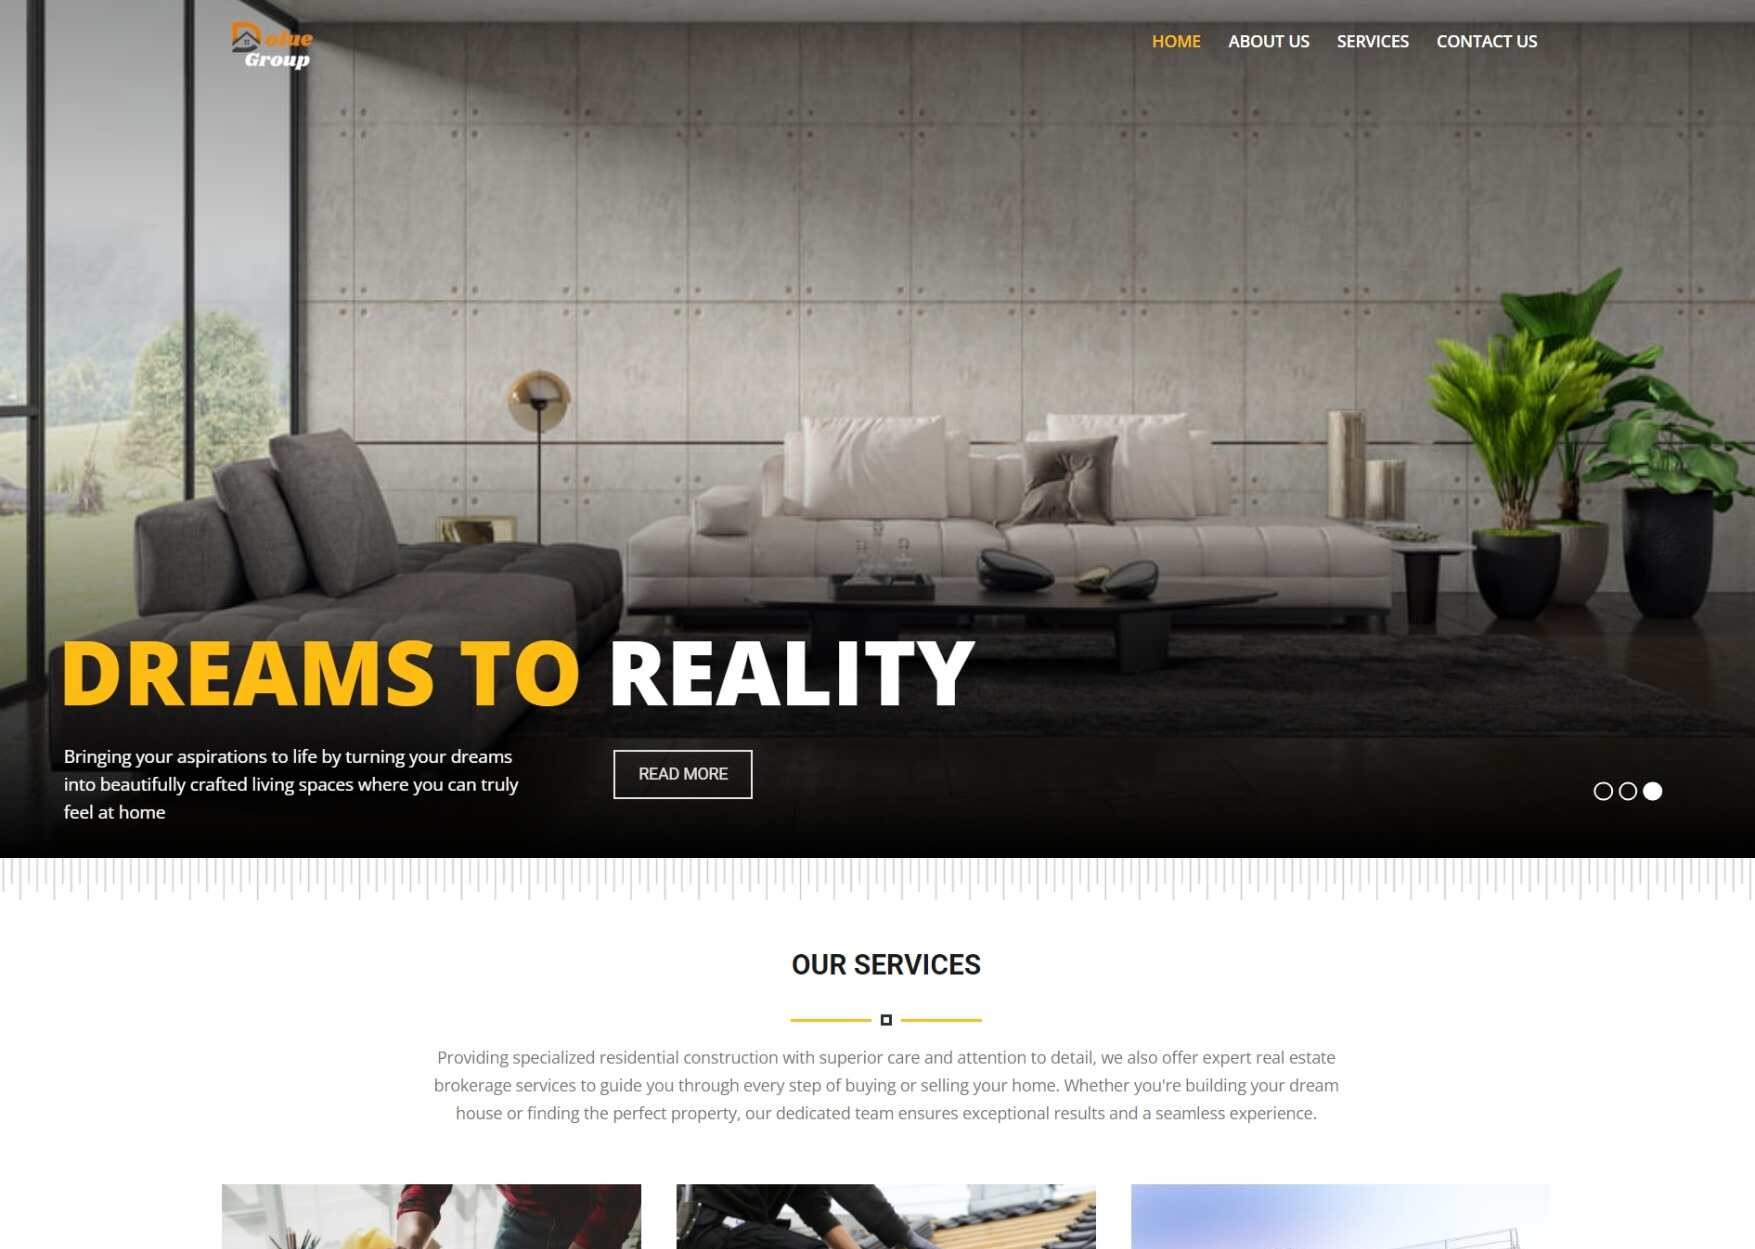 Dolue
Group
HOME ABOUT US SERVICES CONTACT US
DREAMS TO REALITY
Bringing your aspirations to life by turning your dreams
into beautifully crafted living spaces where you can truly
feel at home
READ MORE
OUR SERVICES
Providing specialized residential construction with superior care and attention to detail, we also offer expert real estate
brokerage services to guide you through every step of buying or selling your home. Whether you're building your dream
house or finding the perfect property, our dedicated team ensures exceptional results and a seamless experience.